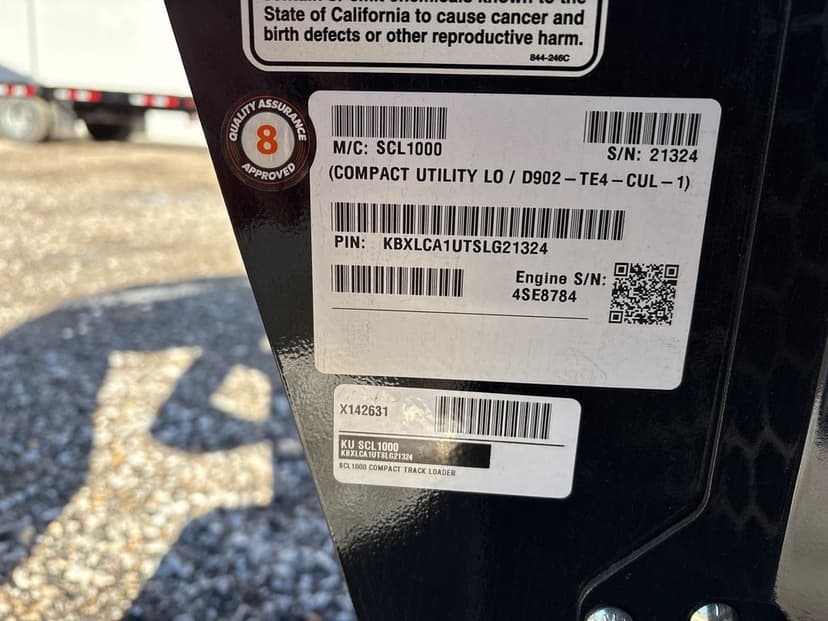 State of California to cause cancer and
birth defects or other reproductive harm.
844-246C
QUALITY ASSURANCE
8
APPROVED
M/C: SCL1000
S/N: 21324
(COMPACT UTILITY LO / D902-TE4-CUL-1)
PIN: KBXLCA1UTSLG21324
Engine S/N:
4SE8784
X142631
KU SCL1000
KBXLCA1UTSLG21324
SCL1000 COMPACT TRACK LOADER